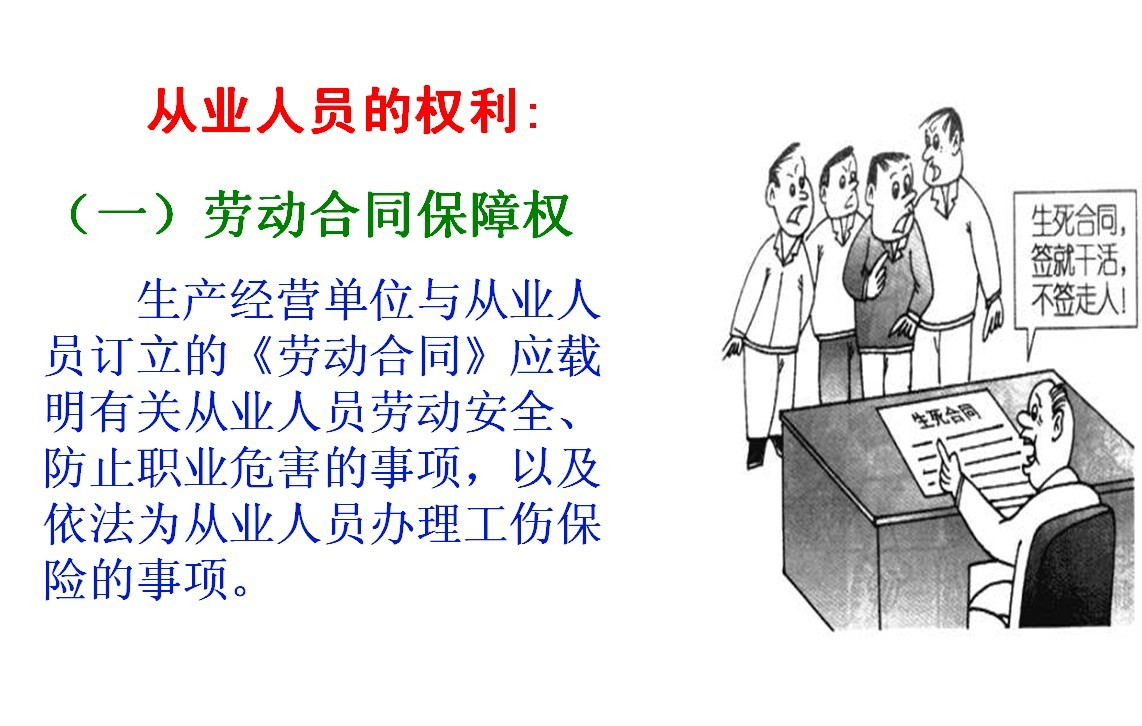 从业人员的权利:
（一）劳动合同保障权
生产经营单位与从业人
员订立的《劳动合同》应载
明有关从业人员劳动安全、
防止职业危害的事项，以及
依法为从业人员办理工伤保
险的事项。
生死合同，
签就干活，
不签走人！
生死合同